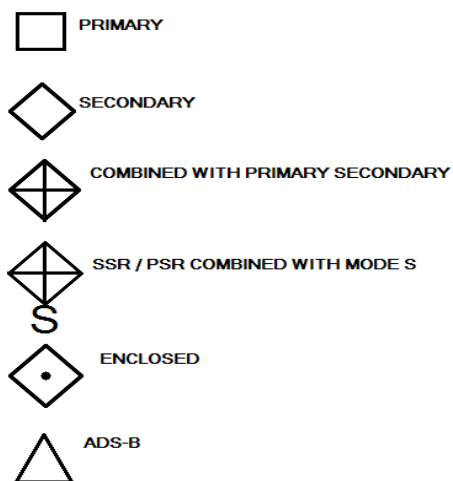 PRIMARY
SECONDARY
COMBINED WITH PRIMARY SECONDARY
SSR / PSR COMBINED WITH MODE S
S
ENCLOSED
ADS-B